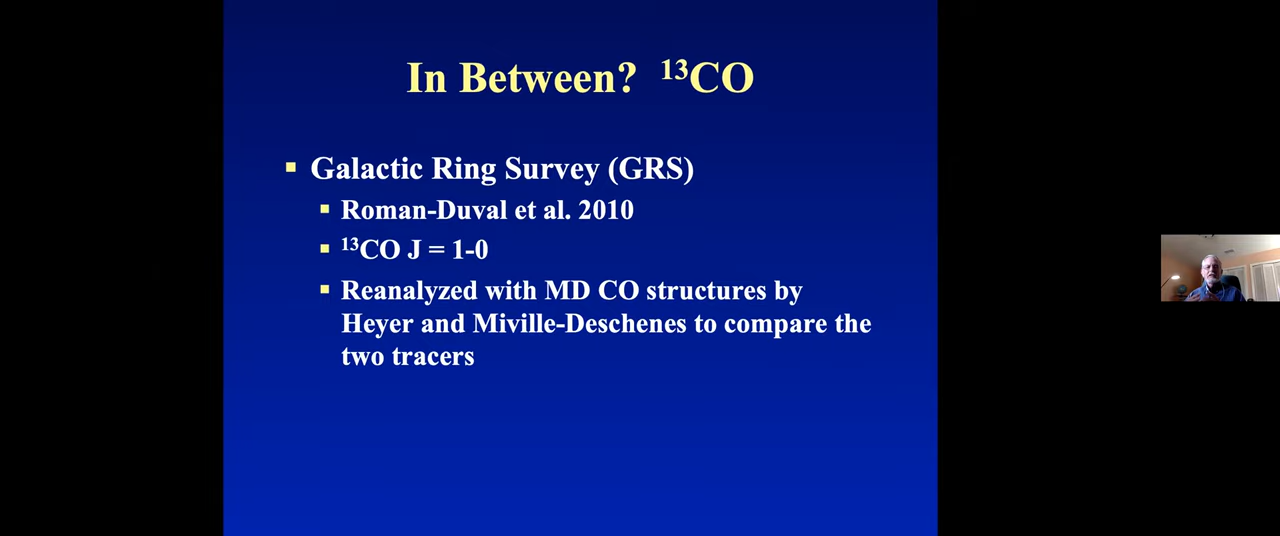 In Between? ¹³CO
▪ Galactic Ring Survey (GRS)
▪ Roman-Duval et al. 2010
▪ ¹³CO J = 1-0
▪ Reanalyzed with MD CO structures by
Heyer and Miville-Deschenes to compare the
two tracers